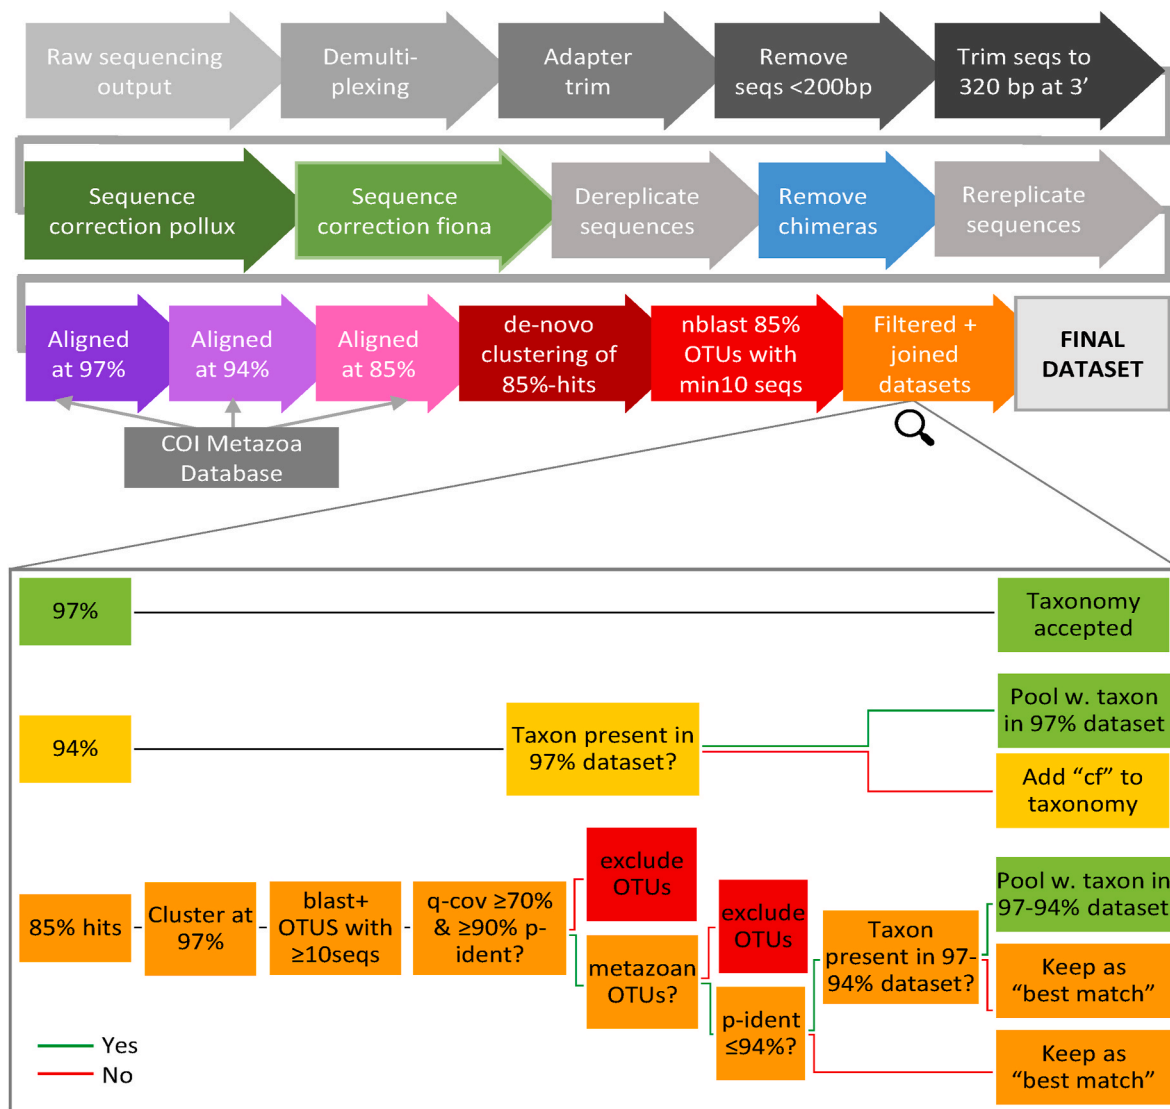 Raw sequencing
output
Demulti-
plexing
Adapter
trim
Remove
seqs <200bp
Trim seqs to
320 bp at 3’
Sequence
correction pollux
Sequence
correction fiona
Dereplicate
sequences
Remove
chimeras
Rereplicate
sequences
Aligned
at 97%
Aligned
at 94%
Aligned
at 85%
de-novo
clustering of
85%-hits
nblast 85%
OTUs with
min10 seqs
Filtered +
joined
datasets
FINAL
DATASET
COI Metazoa
Database
97%
Taxonomy
accepted
94%
Taxon present in
97% dataset?
Pool w. taxon
in 97% dataset
Add “cf” to
taxonomy
85% hits
Cluster at
97%
blast+
OTUS with
≥10seqs
q-cov ≥70%
& ≥90% p-
ident?
exclude
OTUs
metazoan
OTUs?
exclude
OTUs
p-ident
≤94%?
Taxon
present in 97-
94% dataset?
Pool w. taxon in
97-94% dataset
Keep as
“best match”
Keep as
“best match”
Yes
No